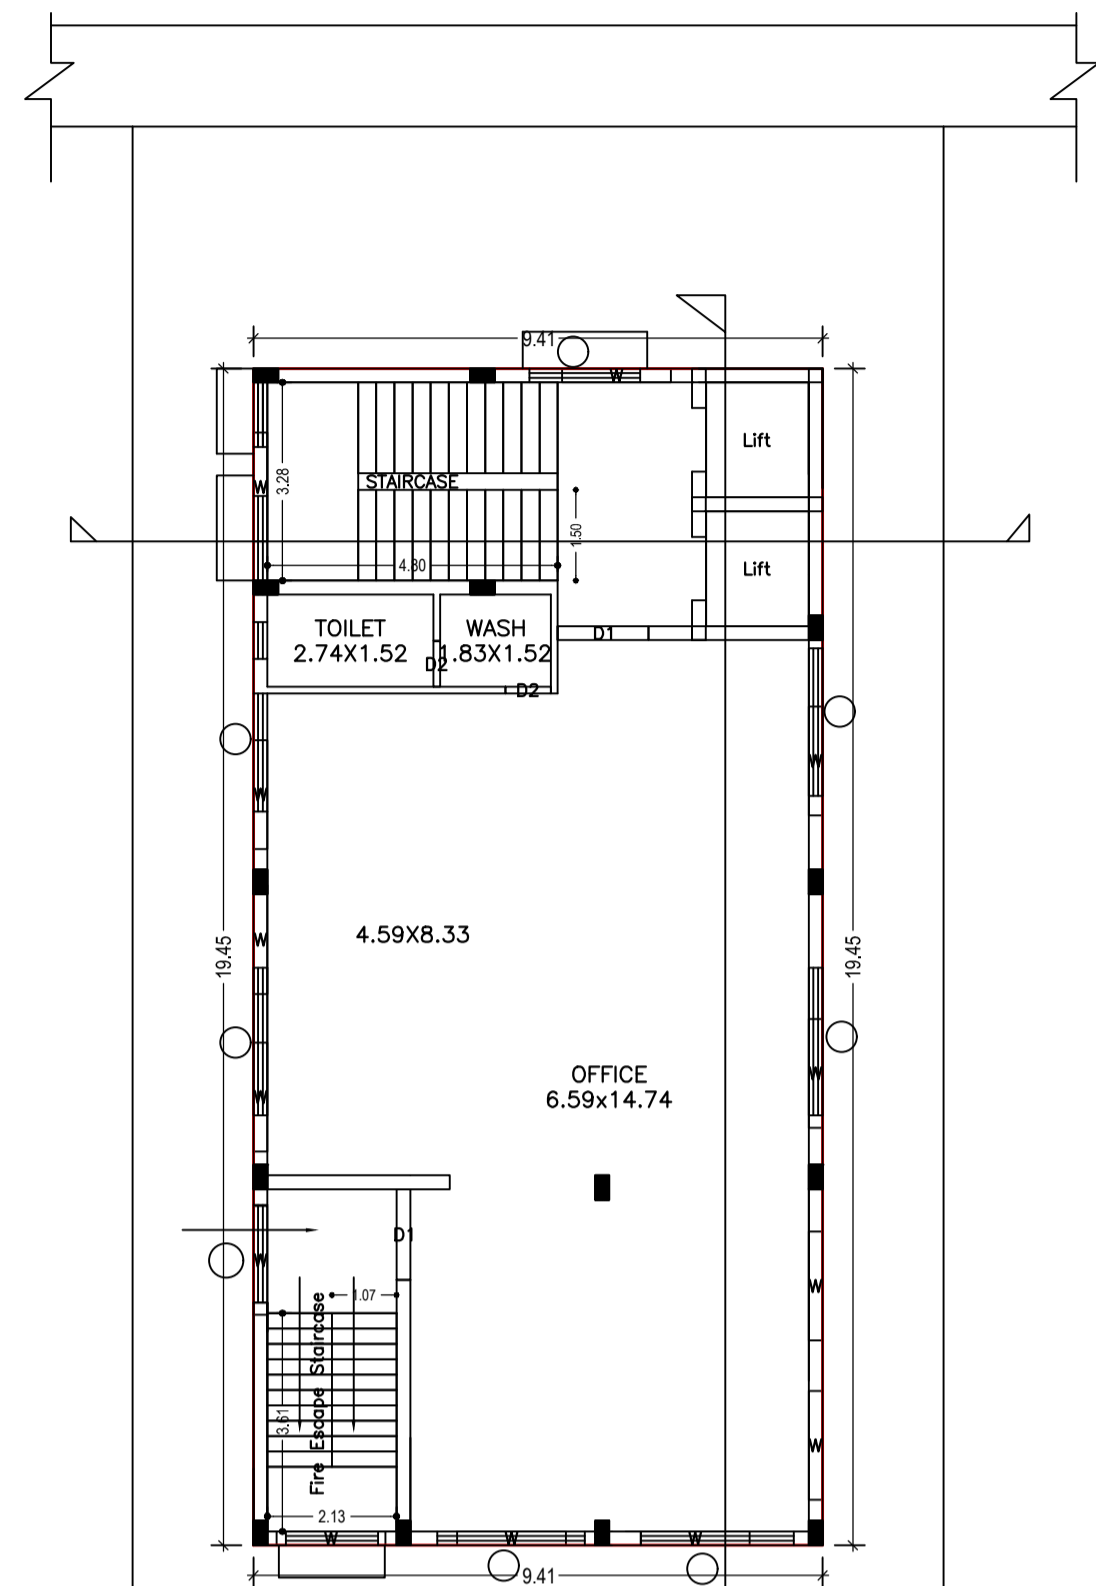 9.41
W
Lift
STAIRCASE
W
3.28
1.50
Lift
4.80
TOILET
2.74X1.52
WASH
1.83X1.52
D1
D2
D2
W
W
4.59X8.33
W
19.45
19.45
OFFICE
6.59x14.74
W
W
D1
W
W
1.07
Fire Escape Staircase
3.61
W
2.13
W
W
W
9.41